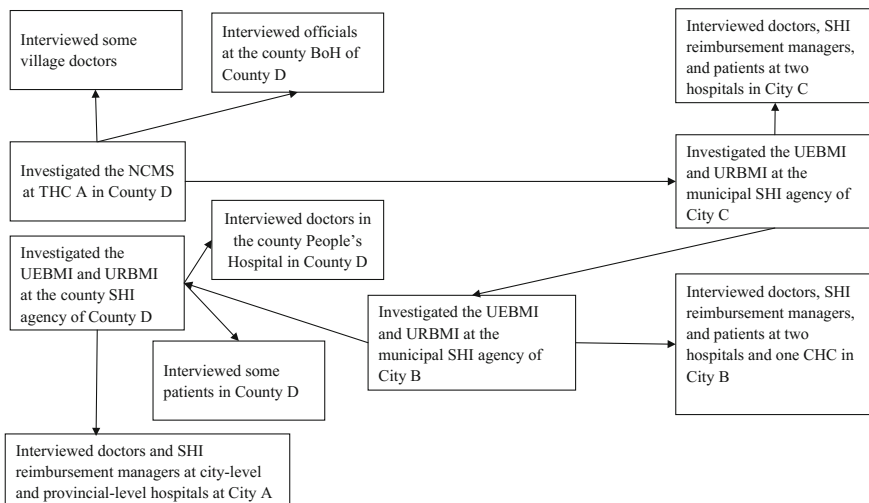 Interviewed some
village doctors
Interviewed officials
at the county BoH of
County D
Interviewed doctors, SHI
reimbursement managers,
and patients at two
hospitals in City C
Investigated the NCMS
at THC A in County D
Investigated the UEBMI
and URBMI at the
municipal SHI agency of
City C
Interviewed doctors in
the county People's
Hospital in County D
Investigated the
UEBMI and URBMI
at the county SHI
agency of County D
Investigated the UEBMI
and URBMI at the
municipal SHI agency of
City B
Interviewed doctors, SHI
reimbursement managers,
and patients at two
hospitals and one CHC in
City B
Interviewed some
patients in County D
Interviewed doctors and SHI
reimbursement managers at city-level
and provincial-level hospitals at City A